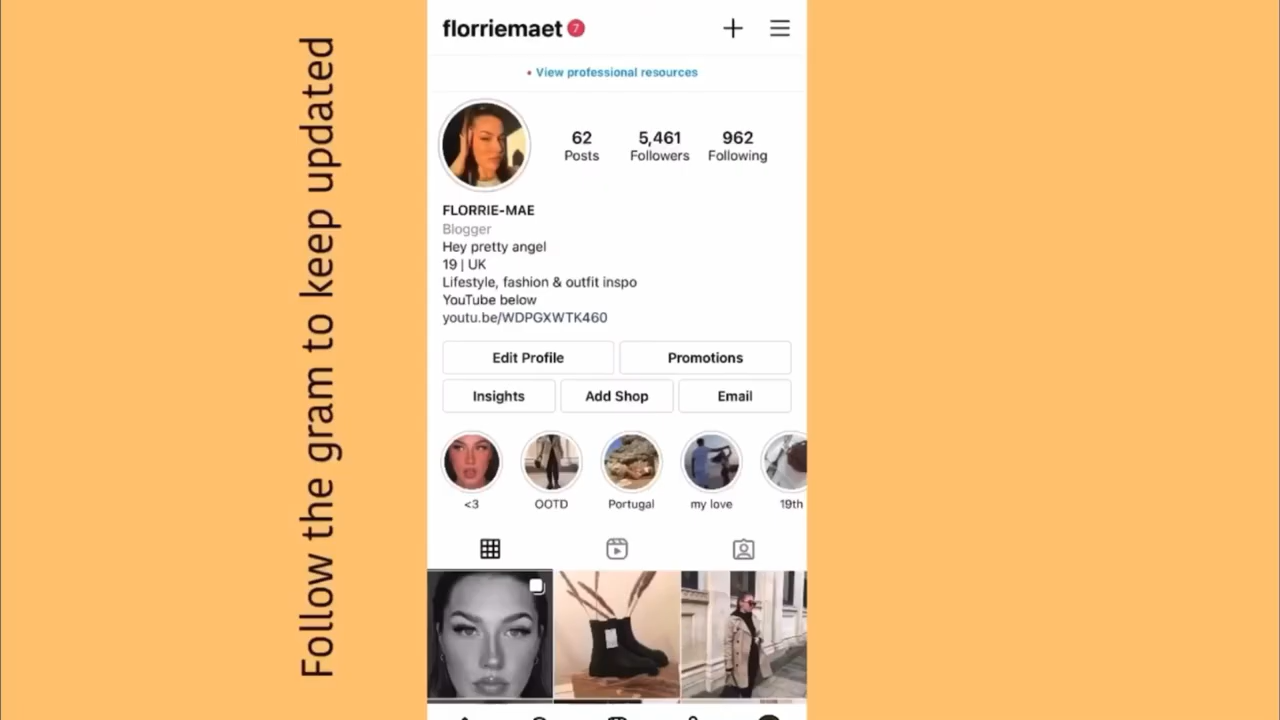 Follow the gram to keep updated
florriemaet 7
• View professional resources
62 5,461 962
Posts Followers Following
FLORRIE-MAE
Blogger
Hey pretty angel
19 | UK
Lifestyle, fashion & outfit inspo
YouTube below
youtu.be/WDPGXWTK460
Edit Profile Promotions
Insights Add Shop Email
<3 OOTD Portugal my love 19th